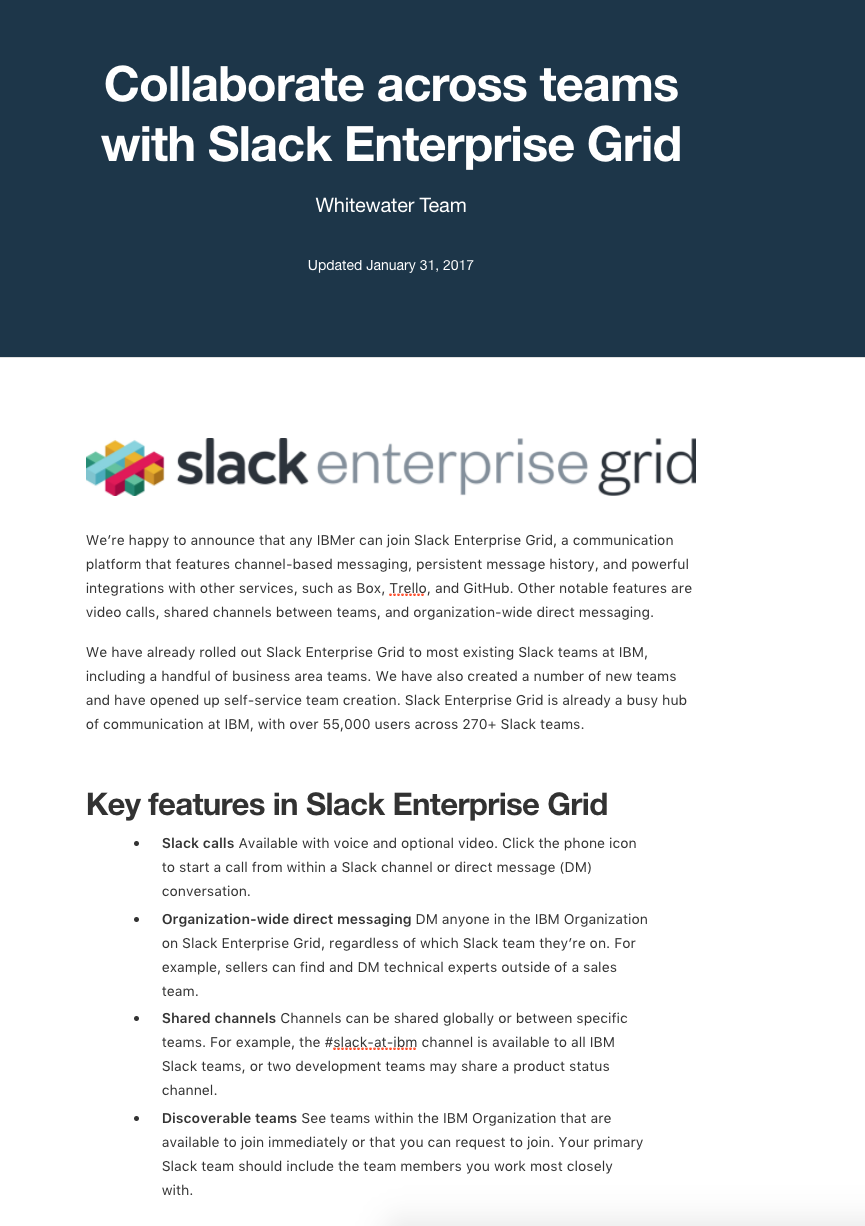 Collaborate across teams
with Slack Enterprise Grid
Whitewater Team
Updated January 31, 2017
slack enterprise grid
We’re happy to announce that any IBMer can join Slack Enterprise Grid, a communication
platform that features channel-based messaging, persistent message history, and powerful
integrations with other services, such as Box, Trello, and GitHub. Other notable features are
video calls, shared channels between teams, and organization-wide direct messaging.
We have already rolled out Slack Enterprise Grid to most existing Slack teams at IBM,
including a handful of business area teams. We have also created a number of new teams
and have opened up self-service team creation. Slack Enterprise Grid is already a busy hub
of communication at IBM, with over 55,000 users across 270+ Slack teams.
Key features in Slack Enterprise Grid
• Slack calls Available with voice and optional video. Click the phone icon
to start a call from within a Slack channel or direct message (DM)
conversation.
• Organization-wide direct messaging DM anyone in the IBM Organization
on Slack Enterprise Grid, regardless of which Slack team they’re on. For
example, sellers can find and DM technical experts outside of a sales
team.
• Shared channels Channels can be shared globally or between specific
teams. For example, the #slack-at-ibm channel is available to all IBM
Slack teams, or two development teams may share a product status
channel.
• Discoverable teams See teams within the IBM Organization that are
available to join immediately or that you can request to join. Your primary
Slack team should include the team members you work most closely
with.